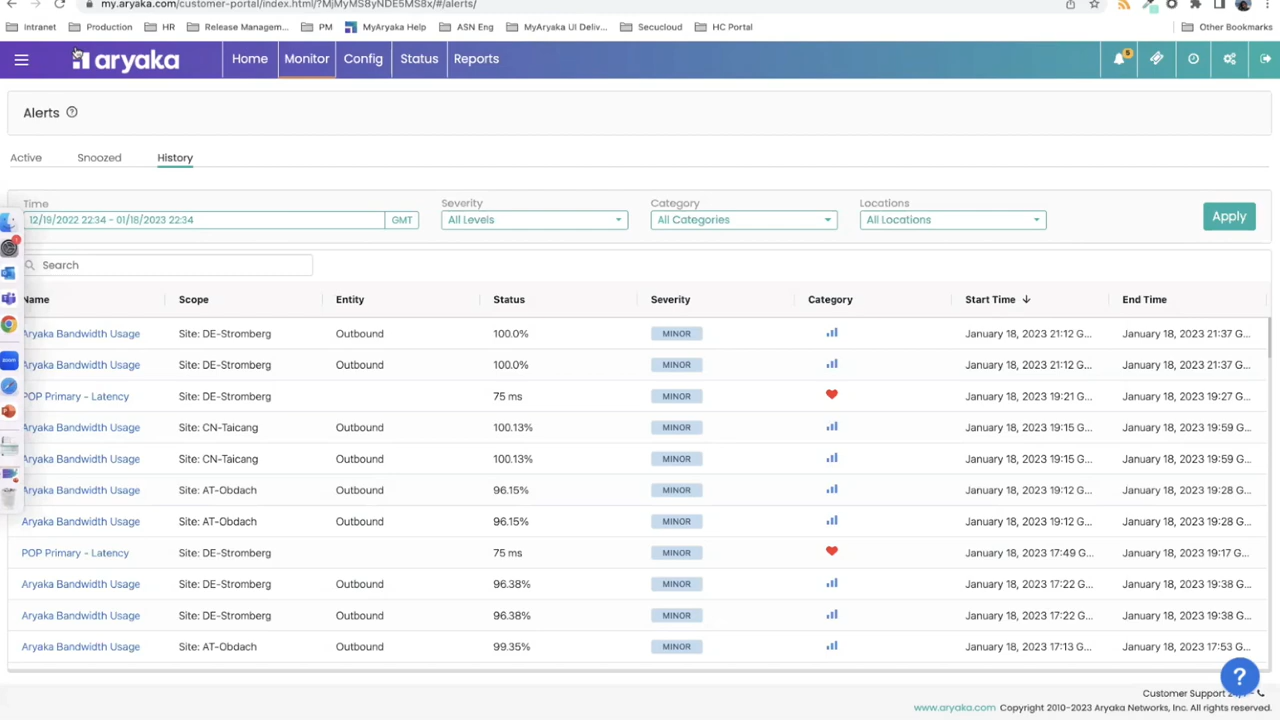 my.aryaka.com/customer-portal/index.html/?MjMyMS8yNDE5MS8x/#/alerts/
Intranet Production HR Release Managem... PM MyAryaka Help ASN Eng MyAryaka UI Deliv... Secucloud HC Portal Other Bookmarks
aryaka Home Monitor Config Status Reports
Alerts
Active Snoozed History
Time Severity Category Locations
12/19/2022 22:34 - 01/18/2023 22:34 GMT All Levels All Categories All Locations Apply
Search
Name Scope Entity Status Severity Category Start Time End Time
Aryaka Bandwidth Usage Site: DE-Stromberg Outbound 100.0% MINOR January 18, 2023 21:12 G... January 18, 2023 21:37 G...
Aryaka Bandwidth Usage Site: DE-Stromberg Outbound 100.0% MINOR January 18, 2023 21:12 G... January 18, 2023 21:37 G...
POP Primary - Latency Site: DE-Stromberg 75 ms MINOR January 18, 2023 19:21 G... January 18, 2023 19:27 G...
Aryaka Bandwidth Usage Site: CN-Taicang Outbound 100.13% MINOR January 18, 2023 19:15 G... January 18, 2023 19:59 G...
Aryaka Bandwidth Usage Site: CN-Taicang Outbound 100.13% MINOR January 18, 2023 19:15 G... January 18, 2023 19:59 G...
Aryaka Bandwidth Usage Site: AT-Obdach Outbound 96.15% MINOR January 18, 2023 19:12 G... January 18, 2023 19:28 G...
Aryaka Bandwidth Usage Site: AT-Obdach Outbound 96.15% MINOR January 18, 2023 19:12 G... January 18, 2023 19:28 G...
POP Primary - Latency Site: DE-Stromberg 75 ms MINOR January 18, 2023 17:49 G... January 18, 2023 19:17 G...
Aryaka Bandwidth Usage Site: DE-Stromberg Outbound 96.38% MINOR January 18, 2023 17:22 G... January 18, 2023 19:38 G...
Aryaka Bandwidth Usage Site: DE-Stromberg Outbound 96.38% MINOR January 18, 2023 17:22 G... January 18, 2023 19:38 G...
Aryaka Bandwidth Usage Site: AT-Obdach Outbound 99.35% MINOR January 18, 2023 17:13 G... January 18, 2023 17:53 G...
Customer Support
www.aryaka.com Copyright 2010-2023 Aryaka Networks, Inc. All rights reserved.